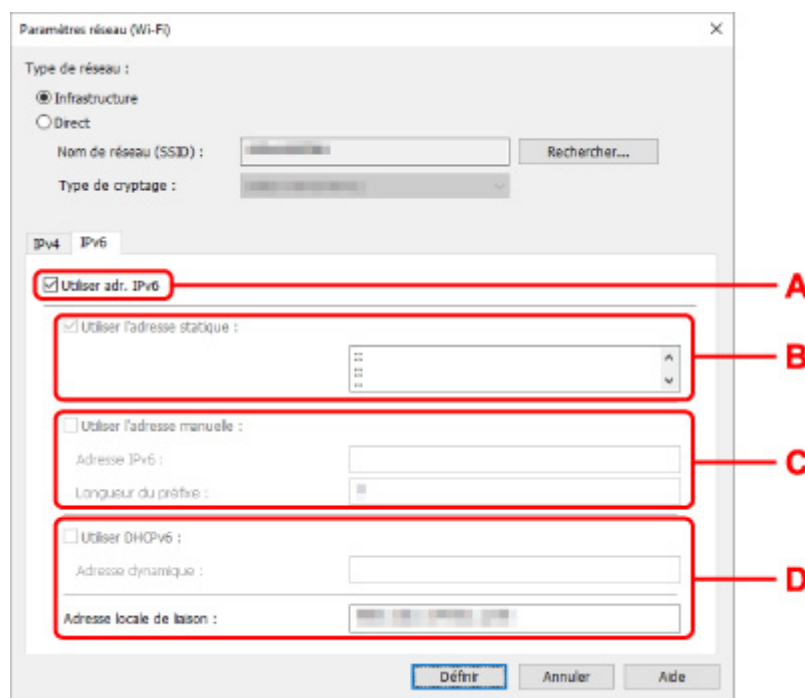 Paramètres réseau (Wi-Fi)
Type de réseau :
Infrastructure
Direct
Nom de réseau (SSID) :
Rechercher...
Type de cryptage :
IPv4 IPv6
Utiliser adr. IPv6
A
Utiliser l'adresse statique :
::
::
::
B
Utiliser l'adresse manuelle :
Adresse IPv6 :
Longueur du préfixe :
C
Utiliser DHCPv6 :
Adresse dynamique :
D
Adresse locale de liaison :
Définir Annuler Aide